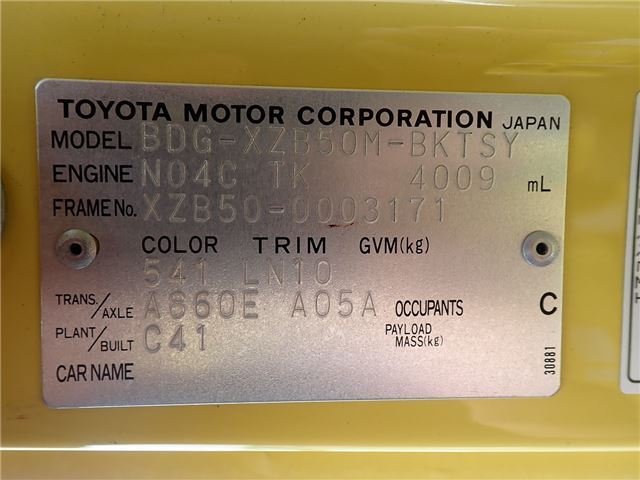 TOYOTA MOTOR CORPORATION JAPAN
MODEL BDG-XZB50M-BKTSY
ENGINE N04C TK 4009 mL
FRAME No. XZB50-0003171
COLOR TRIM GVM(kg)
541 LN10
TRANS./AXLE A860E A05A OCCUPANTS C
PLANT/BUILT C41 PAYLOAD MASS(kg)
CAR NAME
30881